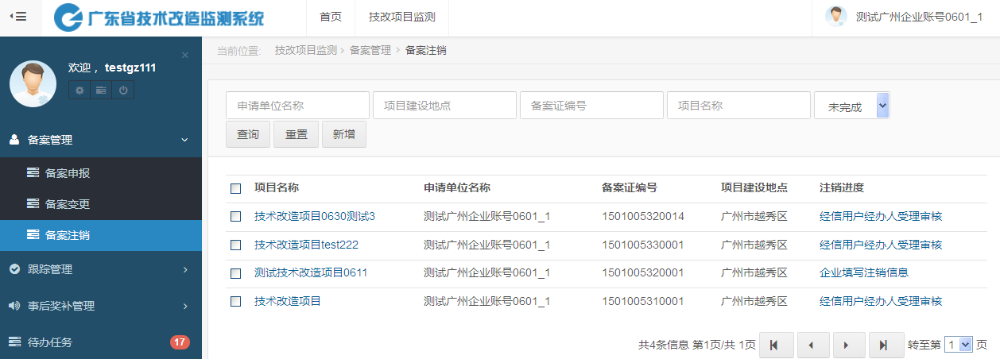 广东省技术改造监测系统 首页 技改项目监测 测试广州企业账号0601_1
欢迎， testgz111
备案管理
备案申报
备案变更
备案注销
跟踪管理
事后奖补管理
待办任务 17
当前位置: 技改项目监测 备案管理 备案注销
申请单位名称 项目建设地点 备案证编号 项目名称 未完成
查询 重置 新增
项目名称 申请单位名称 备案证编号 项目建设地点 注销进度
技术改造项目0630测试3 测试广州企业账号0601_1 1501005320014 广州市越秀区 经信用户经办人受理审核
技术改造项目test222 测试广州企业账号0601_1 1501005330001 广州市越秀区 经信用户经办人受理审核
测试技术改造项目0611 测试广州企业账号0601_1 1501005320001 广州市越秀区 企业填写注销信息
技术改造项目 测试广州企业账号0601_1 1501005310001 广州市越秀区 经信用户经办人受理审核
共4条信息 第1页/共 1页 转至第 1 页